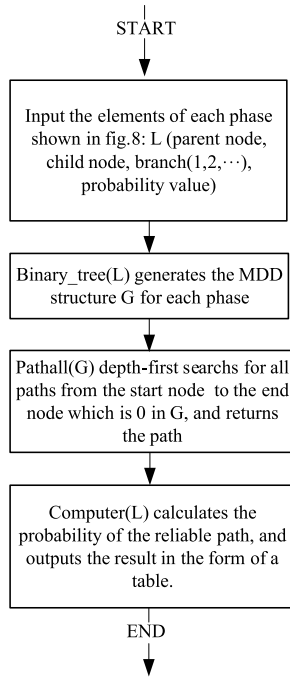 START
Input the elements of each phase
shown in fig.8: L (parent node,
child node, branch(1,2,···),
probability value)
Binary_tree(L) generates the MDD
structure G for each phase
Pathall(G) depth-first searchs for all
paths from the start node to the end
node which is 0 in G, and returns
the path
Computer(L) calculates the
probability of the reliable path, and
outputs the result in the form of a
table.
END